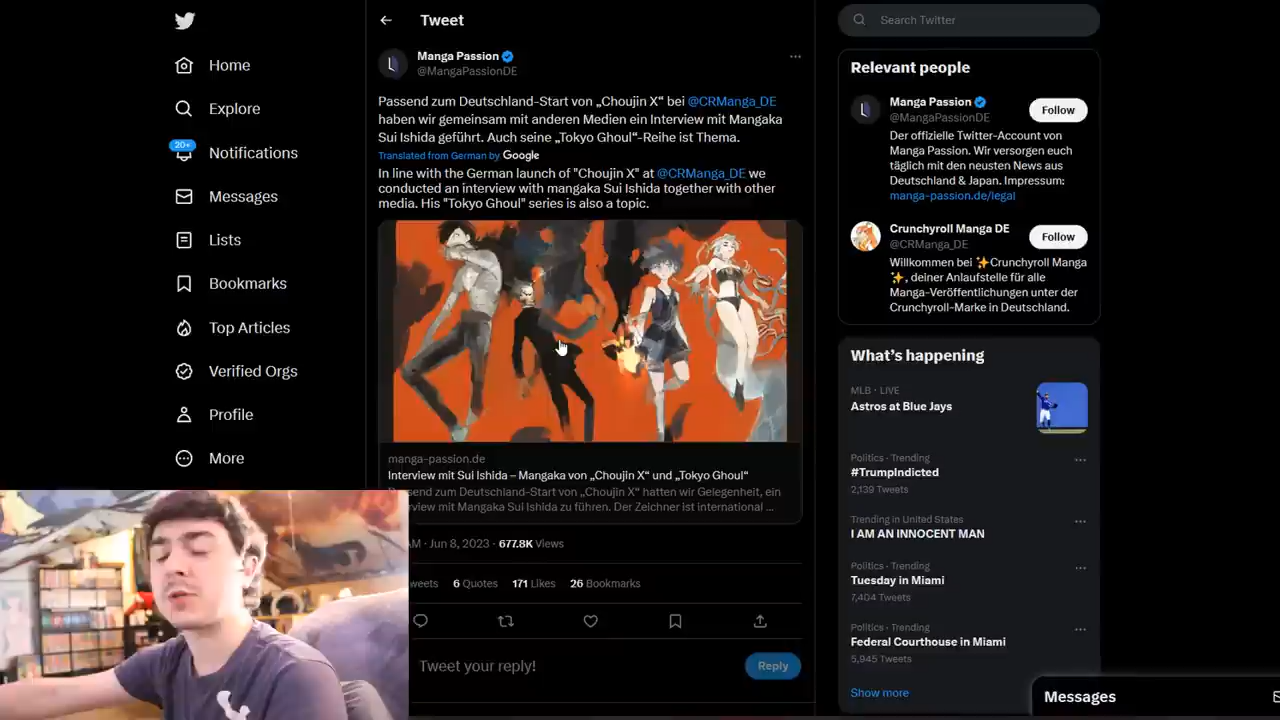 Home
Explore
20+
Notifications
Messages
Lists
Bookmarks
Top Articles
Verified Orgs
Profile
More
Tweet
Manga Passion
@MangaPassionDE
Passend zum Deutschland-Start von „Choujin X“ bei @CRManga_DE
haben wir gemeinsam mit anderen Medien ein Interview mit Mangaka
Sui Ishida geführt. Auch seine „Tokyo Ghoul“-Reihe ist Thema.
Translated from German by Google
In line with the German launch of "Choujin X" at @CRManga_DE we
conducted an interview with mangaka Sui Ishida together with other
media. His "Tokyo Ghoul" series is also a topic.
manga-passion.de
Interview mit Sui Ishida – Mangaka von „Choujin X“ und „Tokyo Ghoul“
send zum Deutschland-Start von „Choujin X“ hatten wir Gelegenheit, ein
rview mit Mangaka Sui Ishida zu führen. Der Zeichner ist international ...
AM · Jun 8, 2023 · 677.8K Views
weets 6 Quotes 171 Likes 26 Bookmarks
Tweet your reply!
Reply
Search Twitter
Relevant people
Manga Passion
@MangaPassionDE
Follow
Der offizielle Twitter-Account von
Manga Passion. Wir versorgen euch
täglich mit den neusten News aus
Deutschland & Japan. Impressum:
manga-passion.de/legal
Crunchyroll Manga DE
@CRManga_DE
Follow
Willkommen bei ✨Crunchyroll Manga
✨, deiner Anlaufstelle für alle
Manga-Veröffentlichungen unter der
Crunchyroll-Marke in Deutschland.
What’s happening
MLB · LIVE
Astros at Blue Jays
Politics · Trending
#TrumpIndicted
2,139 Tweets
Trending in United States
I AM AN INNOCENT MAN
Politics · Trending
Tuesday in Miami
7,404 Tweets
Politics · Trending
Federal Courthouse in Miami
5,945 Tweets
Show more
Messages